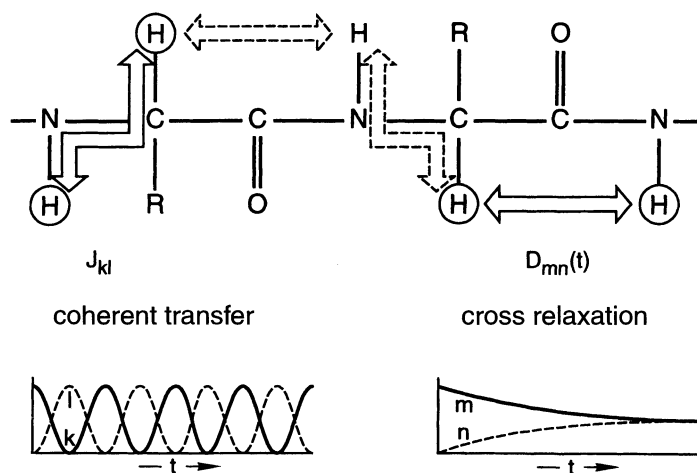 H H R O
N C C N C C N
H R O H H
J_kl D_mn(t)
coherent transfer cross relaxation
l m
k n
t t